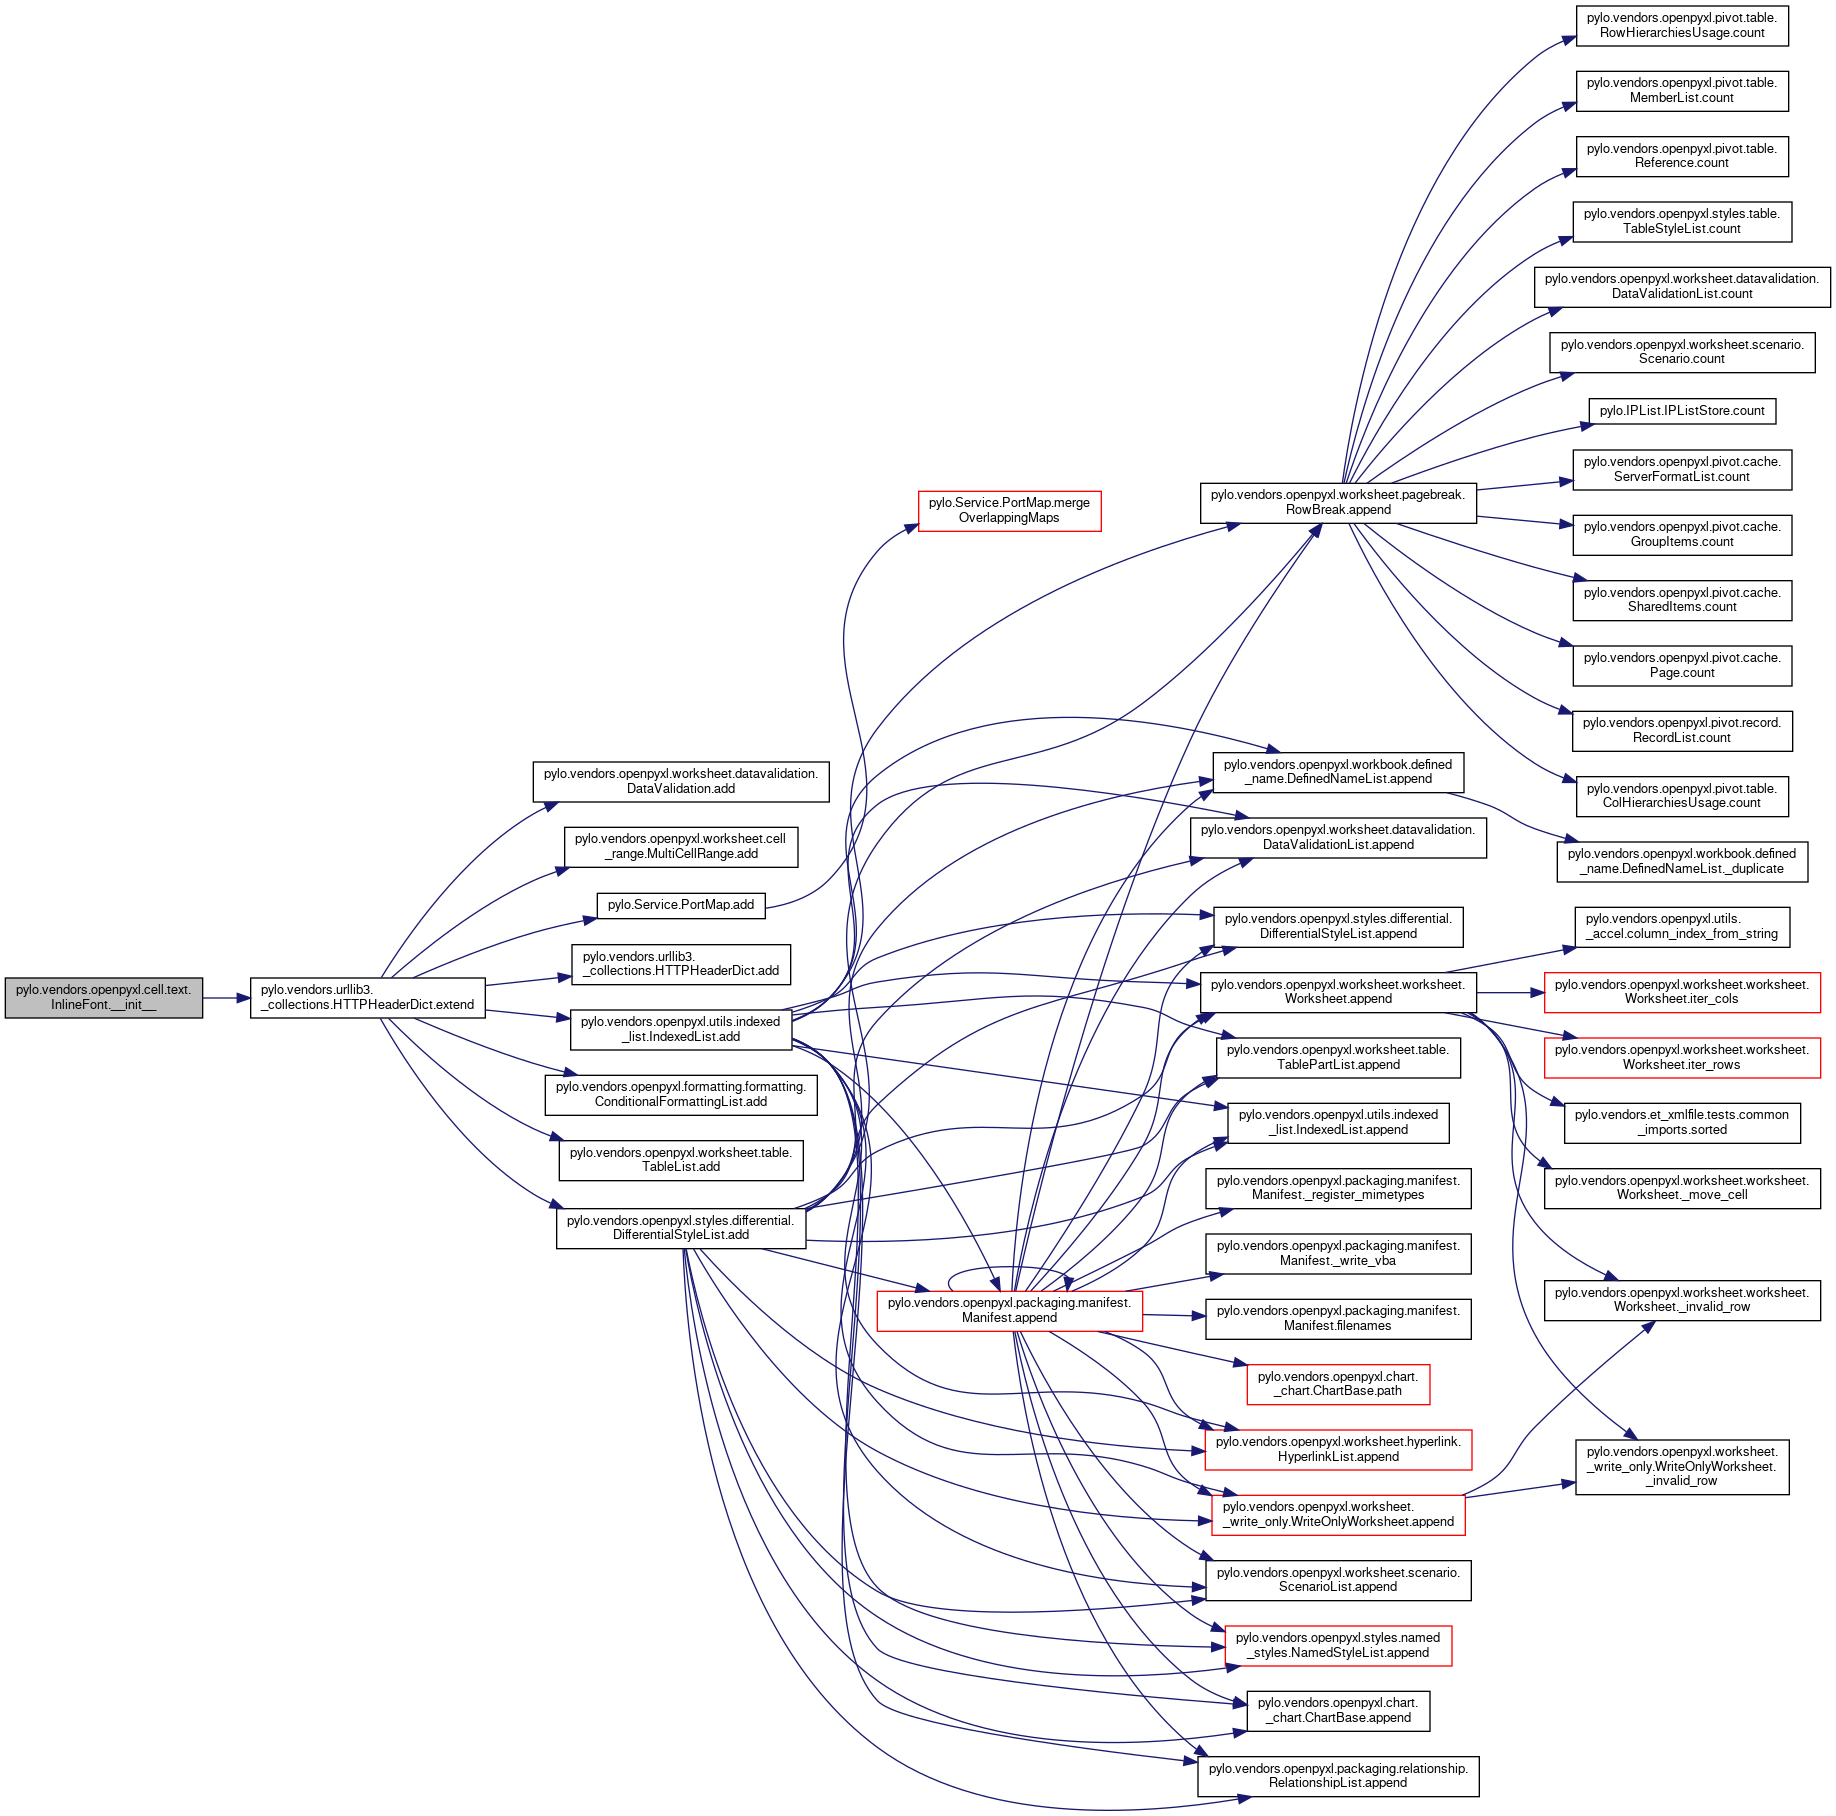 pylo.vendors.openpyxl.cell.text.
InlineFont.__init__
pylo.vendors.urllib3.
_collections.HTTPHeaderDict.extend
pylo.vendors.openpyxl.worksheet.datavalidation.
DataValidation.add
pylo.vendors.openpyxl.worksheet.cell
_range.MultiCellRange.add
pylo.Service.PortMap.add
pylo.vendors.urllib3.
_collections.HTTPHeaderDict.add
pylo.vendors.openpyxl.utils.indexed
_list.IndexedList.add
pylo.vendors.openpyxl.formatting.formatting.
ConditionalFormattingList.add
pylo.vendors.openpyxl.worksheet.table.
TableList.add
pylo.vendors.openpyxl.styles.differential.
DifferentialStyleList.add
pylo.Service.PortMap.merge
OverlappingMaps
pylo.vendors.openpyxl.packaging.manifest.
Manifest.append
pylo.vendors.openpyxl.worksheet.pagebreak.
RowBreak.append
pylo.vendors.openpyxl.workbook.defined
_name.DefinedNameList.append
pylo.vendors.openpyxl.worksheet.datavalidation.
DataValidationList.append
pylo.vendors.openpyxl.styles.differential.
DifferentialStyleList.append
pylo.vendors.openpyxl.worksheet.worksheet.
Worksheet.append
pylo.vendors.openpyxl.worksheet.table.
TablePartList.append
pylo.vendors.openpyxl.utils.indexed
_list.IndexedList.append
pylo.vendors.openpyxl.packaging.manifest.
Manifest._register_mimetypes
pylo.vendors.openpyxl.packaging.manifest.
Manifest._write_vba
pylo.vendors.openpyxl.packaging.manifest.
Manifest.filenames
pylo.vendors.openpyxl.chart.
_chart.ChartBase.path
pylo.vendors.openpyxl.worksheet.hyperlink.
HyperlinkList.append
pylo.vendors.openpyxl.worksheet.
_write_only.WriteOnlyWorksheet.append
pylo.vendors.openpyxl.worksheet.scenario.
ScenarioList.append
pylo.vendors.openpyxl.styles.named
_styles.NamedStyleList.append
pylo.vendors.openpyxl.chart.
_chart.ChartBase.append
pylo.vendors.openpyxl.packaging.relationship.
RelationshipList.append
pylo.vendors.openpyxl.pivot.table.
RowHierarchiesUsage.count
pylo.vendors.openpyxl.pivot.table.
MemberList.count
pylo.vendors.openpyxl.pivot.table.
Reference.count
pylo.vendors.openpyxl.styles.table.
TableStyleList.count
pylo.vendors.openpyxl.worksheet.datavalidation.
DataValidationList.count
pylo.vendors.openpyxl.worksheet.scenario.
Scenario.count
pylo.IPList.IPListStore.count
pylo.vendors.openpyxl.pivot.cache.
ServerFormatList.count
pylo.vendors.openpyxl.pivot.cache.
GroupItems.count
pylo.vendors.openpyxl.pivot.cache.
SharedItems.count
pylo.vendors.openpyxl.pivot.cache.
Page.count
pylo.vendors.openpyxl.pivot.record.
RecordList.count
pylo.vendors.openpyxl.pivot.table.
ColHierarchiesUsage.count
pylo.vendors.openpyxl.workbook.defined
_name.DefinedNameList._duplicate
pylo.vendors.openpyxl.utils.
_accel.column_index_from_string
pylo.vendors.openpyxl.worksheet.worksheet.
Worksheet.iter_cols
pylo.vendors.openpyxl.worksheet.worksheet.
Worksheet.iter_rows
pylo.vendors.et_xmlfile.tests.common
_imports.sorted
pylo.vendors.openpyxl.worksheet.worksheet.
Worksheet._move_cell
pylo.vendors.openpyxl.worksheet.worksheet.
Worksheet._invalid_row
pylo.vendors.openpyxl.worksheet.
_write_only.WriteOnlyWorksheet.
_invalid_row